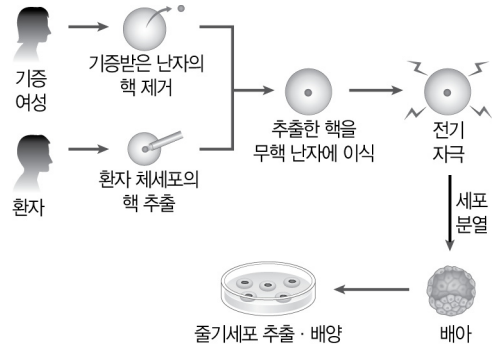 기증
여성
기증받은 난자의
핵 제거
환자
환자 체세포의
핵 추출
추출한 핵을
무핵 난자에 이식
전기
자극
세포
분열
배아
줄기세포 추출 · 배양